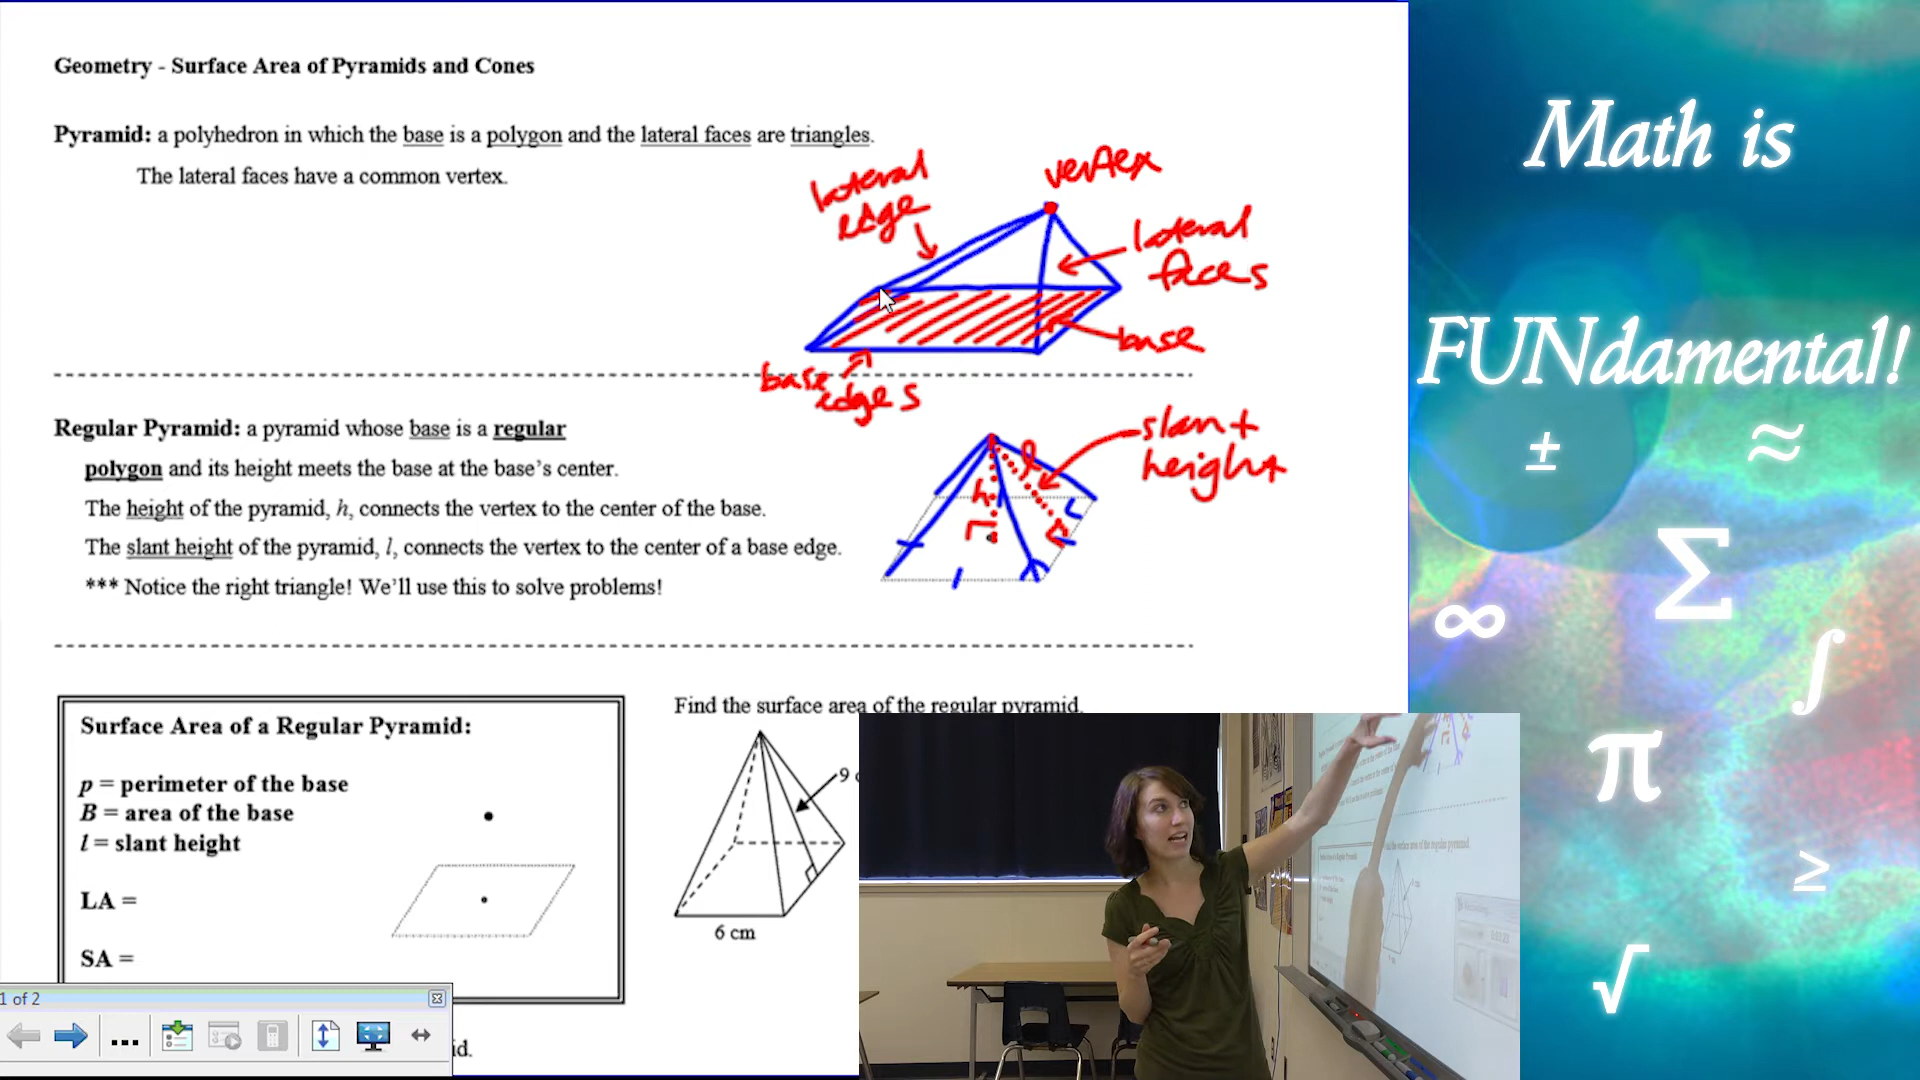 Geometry - Surface Area of Pyramids and Cones
Pyramid: a polyhedron in which the base is a polygon and the lateral faces are triangles.
The lateral faces have a common vertex.
lateral
edge
vertex
lateral
faces
base
base
edges
Regular Pyramid: a pyramid whose base is a regular
polygon and its height meets the base at the base's center.
The height of the pyramid, h, connects the vertex to the center of the base.
The slant height of the pyramid, l, connects the vertex to the center of a base edge.
*** Notice the right triangle! We'll use this to solve problems!
slant
height
l
h
Surface Area of a Regular Pyramid:
p = perimeter of the base
B = area of the base
l = slant height
LA =
SA =
Find the surface area of the regular pyramid.
9
6 cm
1 of 2
id.
Math is
FUNdamental!
± ≈
Σ
∞
∫
π
≥
√